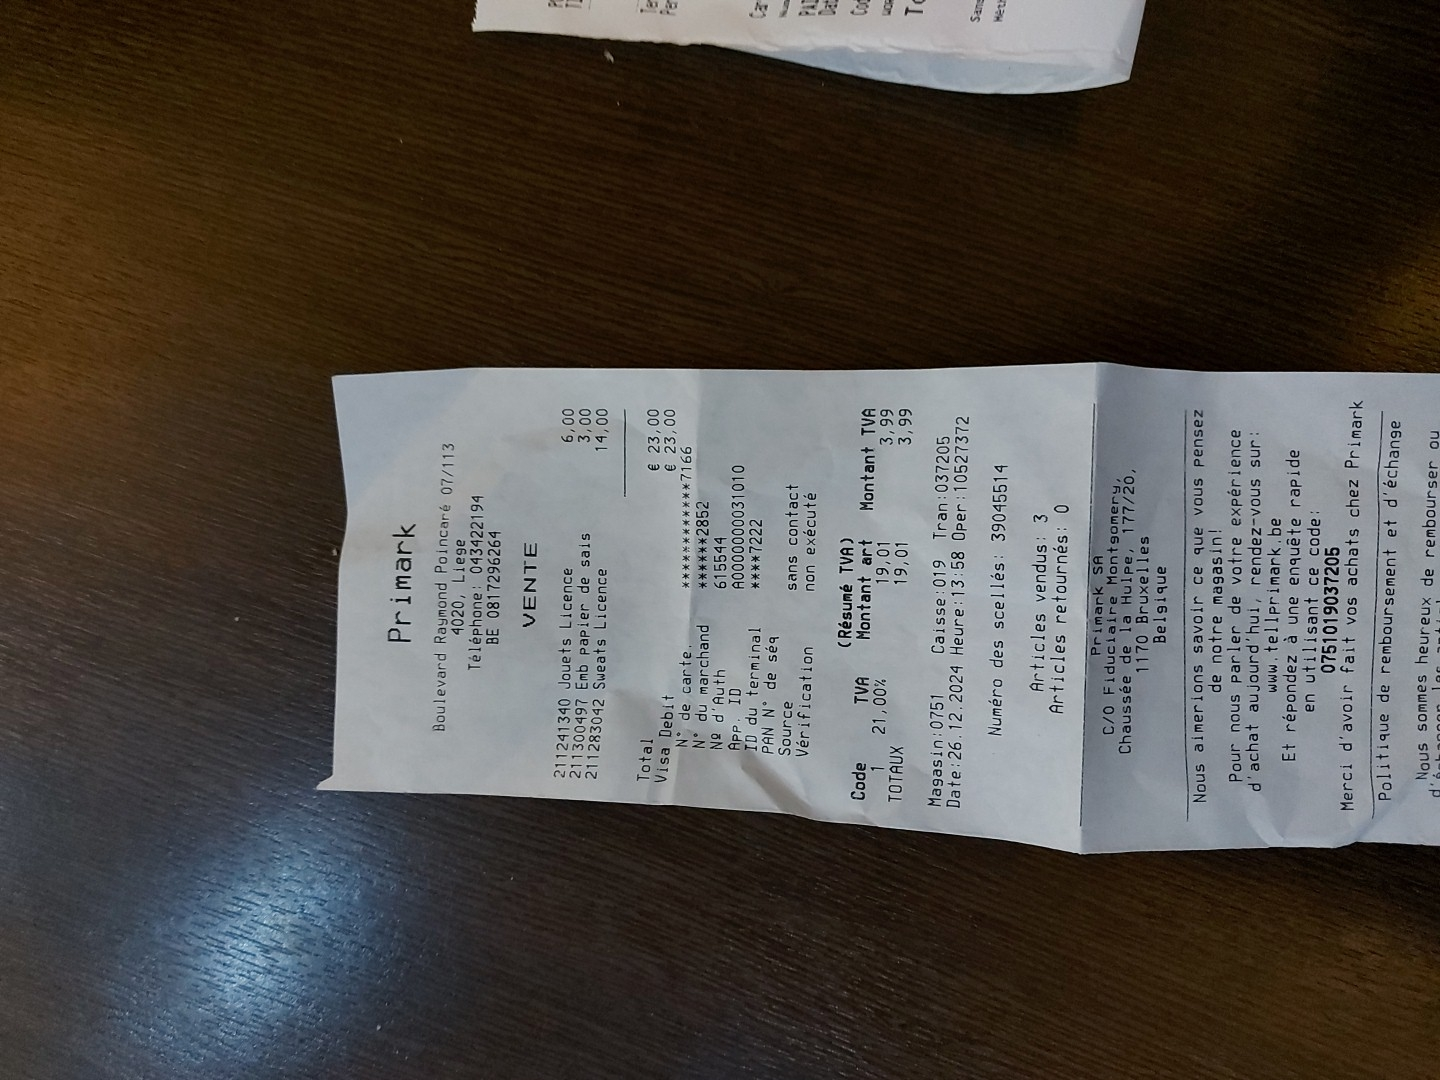 Primark
Boulevard Raymond Poincaré 07/113
4020, Liege
Téléphone: 043422194
BE 0817296264
VENTE
211241340 Jouets Licence 6,00
211300497 Emb papier de sais 3,00
211283042 Sweats Licence 14,00
Total € 23,00
Visa Debit € 23,00
N° de carte. ************7166
N° du marchand ******2852
Nº d'Auth 615544
App. ID A0000000031010
ID du terminal ****7222
PAN N° de séq
Source sans contact
Vérification non exécuté
(Résumé TVA)
Code TVA Montant art Montant TVA
1 21,00% 19,01 3,99
TOTAUX 19,01 3,99
Magasin:0751 Caisse:019 Tran:037205
Date:26.12.2024 Heure:13:58 Oper:10527372
Numéro des scellés: 39045514
Articles vendus: 3
Articles retournés: 0
Primark SA
C/O Fiduciaire Montgomery,
Chaussée de la Hulpe, 177/20,
1170 Bruxelles
Belgique
Nous aimerions savoir ce que vous pensez
de notre magasin!
Pour nous parler de votre expérience
d'achat aujourd'hui, rendez-vous sur:
www.tellprimark.be
Et répondez à une enquête rapide
en utilisant ce code:
0751019037205
Merci d'avoir fait vos achats chez Primark
Politique de remboursement et d'échange
Nous sommes heureux de rembourser ou